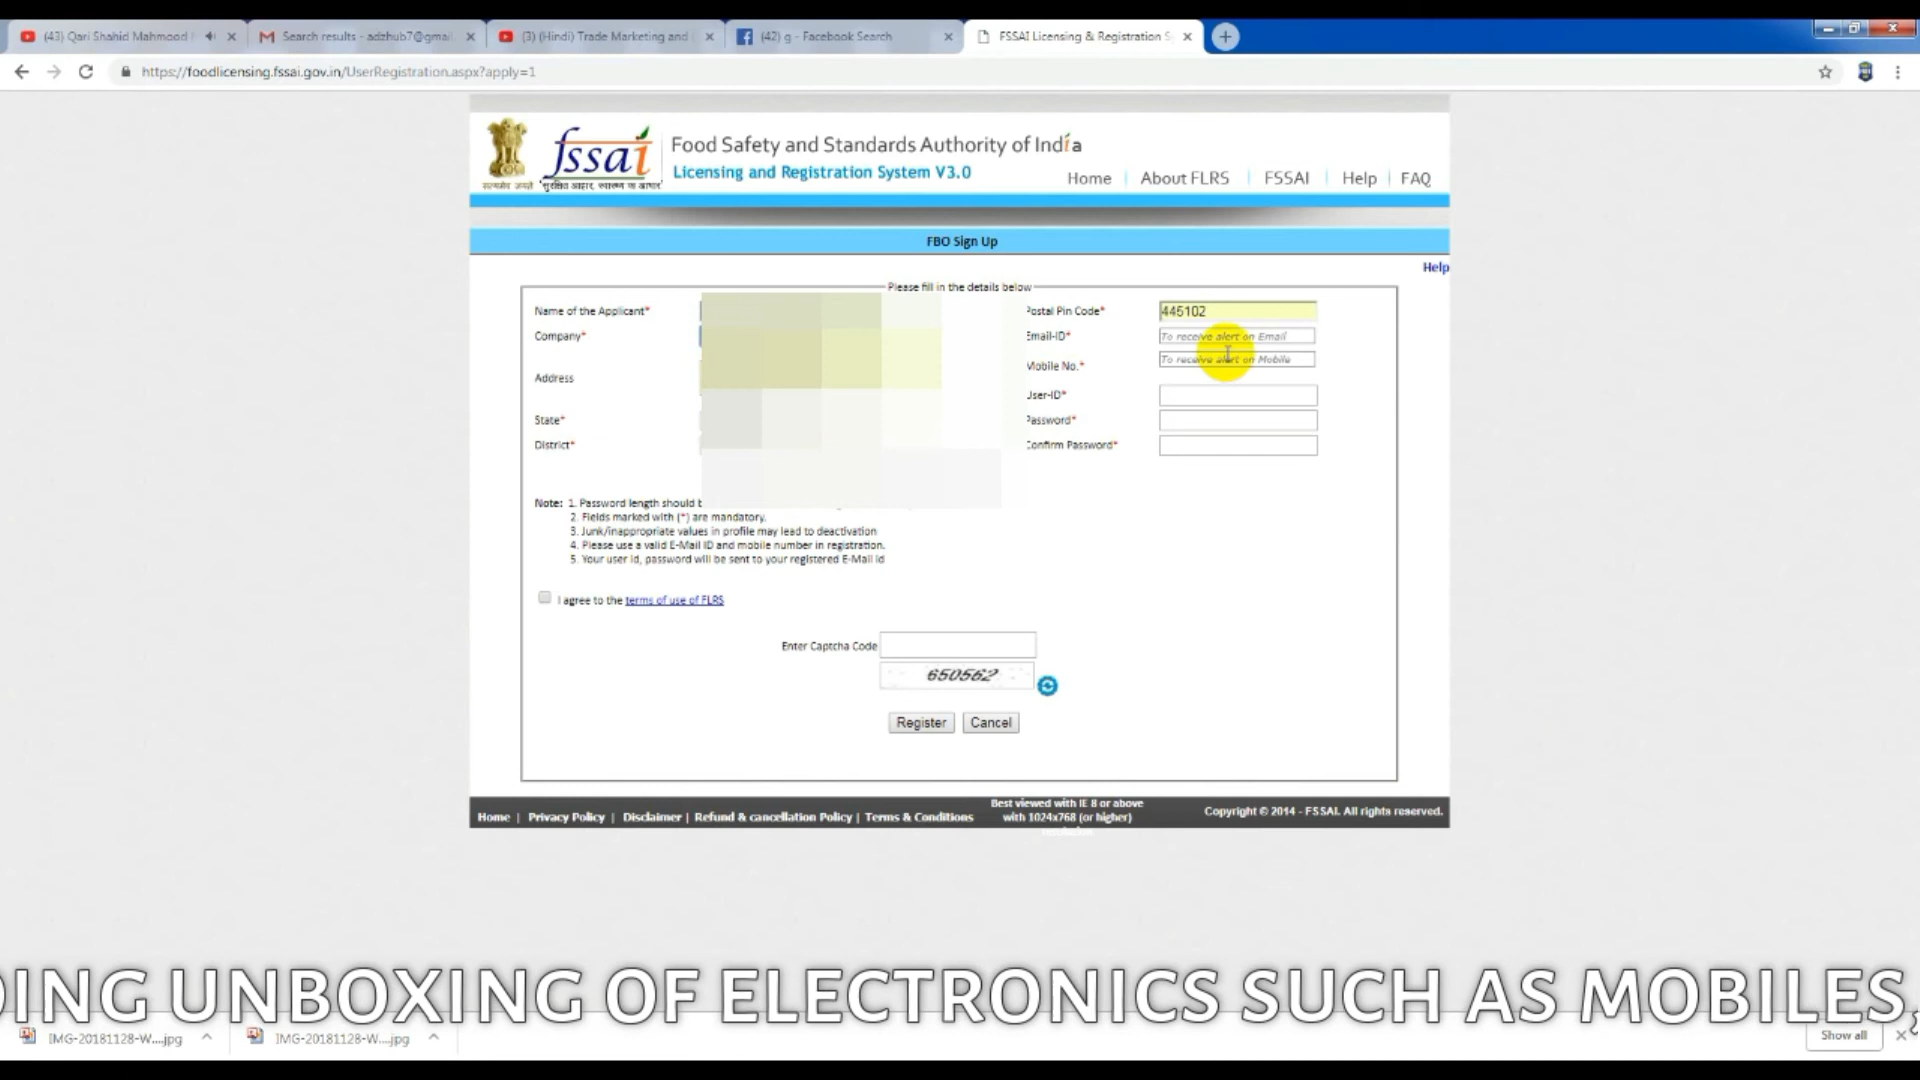 (43) Qari Shahid Mahmood
Search results - adzhub7@gmai
(3) (Hindi) Trade Marketing and
(42) g - Facebook Search
FSSAI Licensing & Registration S
https://foodlicensing.fssai.gov.in/UserRegistration.aspx?apply=1
fssai
सत्यमेव जयते
Food Safety and Standards Authority of India
Licensing and Registration System V3.0
Home
About FLRS
FSSAI
Help
FAQ
FBO Sign Up
Help
Please fill in the details below
Name of the Applicant*
Postal Pin Code*
445102
Company*
Email-ID*
To receive alert on Email
Address
Mobile No.*
To receive alert on Mobile
User-ID*
State*
Password*
District*
Confirm Password*
Note: 1. Password length should b
2. Fields marked with (*) are mandatory.
3. Junk/inappropriate values in profile may lead to deactivation
4. Please use a valid E-Mail ID and mobile number in registration.
5. Your user id, password will be sent to your registered E-Mail id
I agree to the terms of use of FLRS
Enter Captcha Code
650562
Register
Cancel
Home | Privacy Policy | Disclaimer | Refund & cancellation Policy | Terms & Conditions
Best viewed with IE 8 or above
with 1024x768 (or higher)
Copyright © 2014 - FSSAI. All rights reserved.
DING UNBOXING OF ELECTRONICS SUCH AS MOBILES,
IMG-20181128-W....jpg
IMG-20181128-W....jpg
Show all